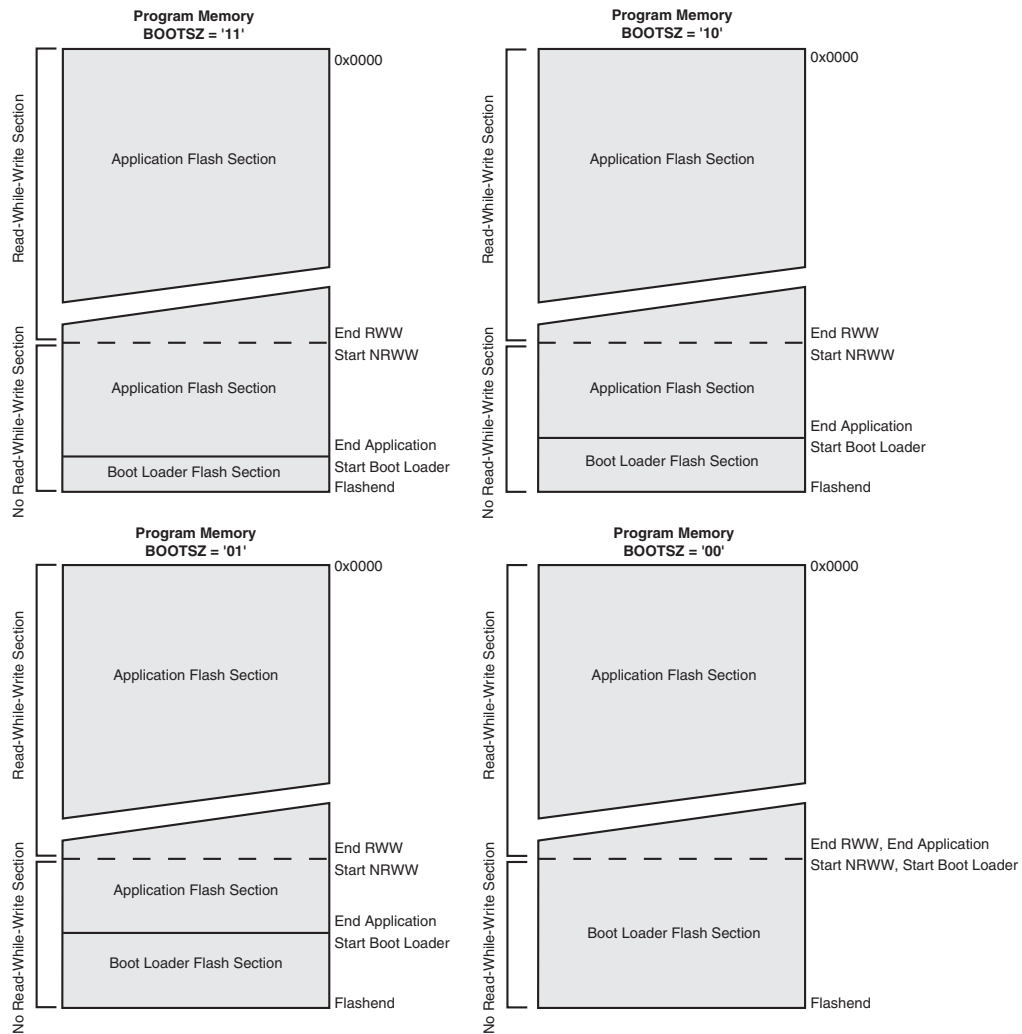 Program Memory
BOOTSZ = '11'
0x0000
Read-While-Write Section
Application Flash Section
End RWW
Start NRWW
No Read-While-Write Section
Application Flash Section
End Application
Start Boot Loader
Boot Loader Flash Section
Flashend
Program Memory
BOOTSZ = '10'
0x0000
Read-While-Write Section
Application Flash Section
End RWW
Start NRWW
No Read-While-Write Section
Application Flash Section
End Application
Start Boot Loader
Boot Loader Flash Section
Flashend
Program Memory
BOOTSZ = '01'
0x0000
Read-While-Write Section
Application Flash Section
End RWW
Start NRWW
No Read-While-Write Section
Application Flash Section
End Application
Start Boot Loader
Boot Loader Flash Section
Flashend
Program Memory
BOOTSZ = '00'
0x0000
Read-While-Write Section
Application Flash Section
End RWW, End Application
Start NRWW, Start Boot Loader
No Read-While-Write Section
Boot Loader Flash Section
Flashend